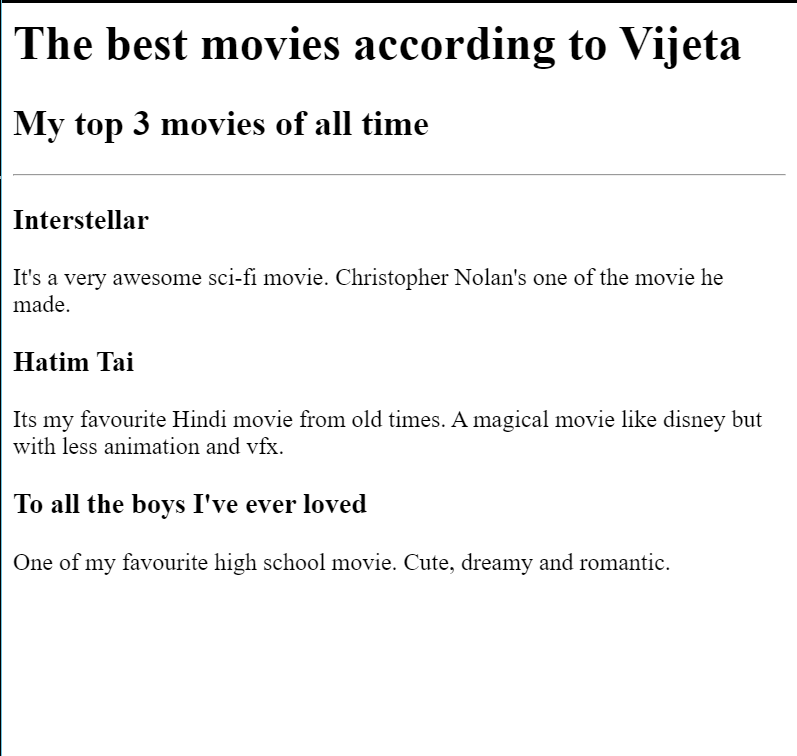 The best movies according to Vijeta
My top 3 movies of all time
Interstellar
It's a very awesome sci-fi movie. Christopher Nolan's one of the movie he
made.
Hatim Tai
Its my favourite Hindi movie from old times. A magical movie like disney but
with less animation and vfx.
To all the boys I've ever loved
One of my favourite high school movie. Cute, dreamy and romantic.